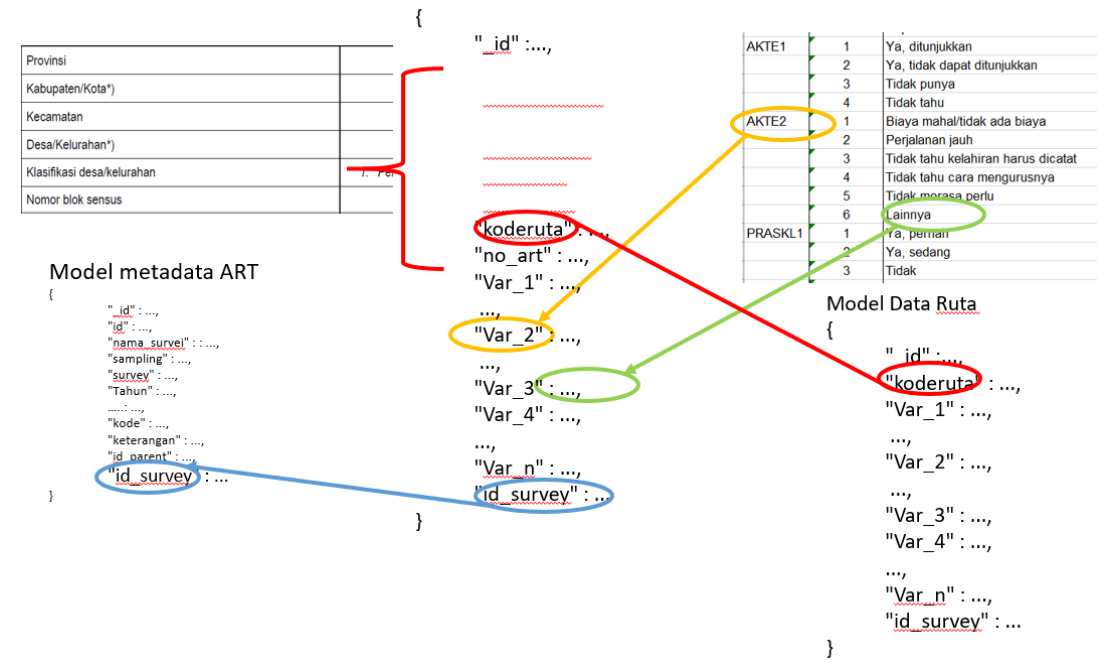 Provinsi
Kabupaten/Kota*)
Kecamatan
Desa/Kelurahan*)
Klasifikasi desa/kelurahan
1.
Nomor blok sensus
Model metadata ART
{
"_id" : ...,
"id" : ...,
"nama_survei" : : ...,
"sampling" : ...,
"survey" : ...,
"Tahun" : ...,
......: ...,
"kode" : ...,
"keterangan" : ...,
"id_parent" : ...,
"id_survey" : ...
}
{
"_id" :...,
"koderuta" : ...,
"no_art" : ...,
"Var_1" : ...,
...,
"Var_2" : ...,
...,
"Var_3" : ...,
"Var_4" : ...,
...,
"Var_n" : ...,
"id_survey" : ...
}
AKTE1 1 Ya, ditunjukkan
2 Ya, tidak dapat ditunjukkan
3 Tidak punya
4 Tidak tahu
AKTE2 1 Biaya mahal/tidak ada biaya
2 Perjalanan jauh
3 Tidak tahu kelahiran harus dicatat
4 Tidak tahu cara mengurusnya
5 Tidak merasa perlu
6 Lainnya
PRASKL1 1 Ya, pernah
2 Ya, sedang
3 Tidak
Model Data Ruta
{
"_id" :...,
"koderuta" : ...,
"Var_1" : ...,
...,
"Var_2" : ...,
...,
"Var_3" : ...,
"Var_4" : ...,
...,
"Var_n" : ...,
"id_survey" : ...
}